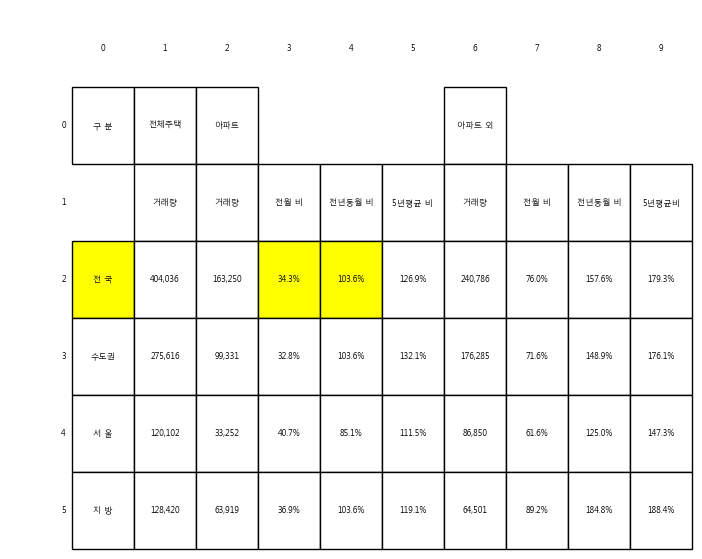 0 1 2 3 4 5 6 7 8 9
0 구 분 전체주택 아파트 아파트 외
1 거래량 거래량 전월 비 전년동월 비 5년평균 비 거래량 전월 비 전년동월 비 5년평균비
2 전 국 404,036 163,250 34.3% 103.6% 126.9% 240,786 76.0% 157.6% 179.3%
3 수도권 275,616 99,331 32.8% 103.6% 132.1% 176,285 71.6% 148.9% 176.1%
4 서 울 120,102 33,252 40.7% 85.1% 111.5% 86,850 61.6% 125.0% 147.3%
5 지 방 128,420 63,919 36.9% 103.6% 119.1% 64,501 89.2% 184.8% 188.4%